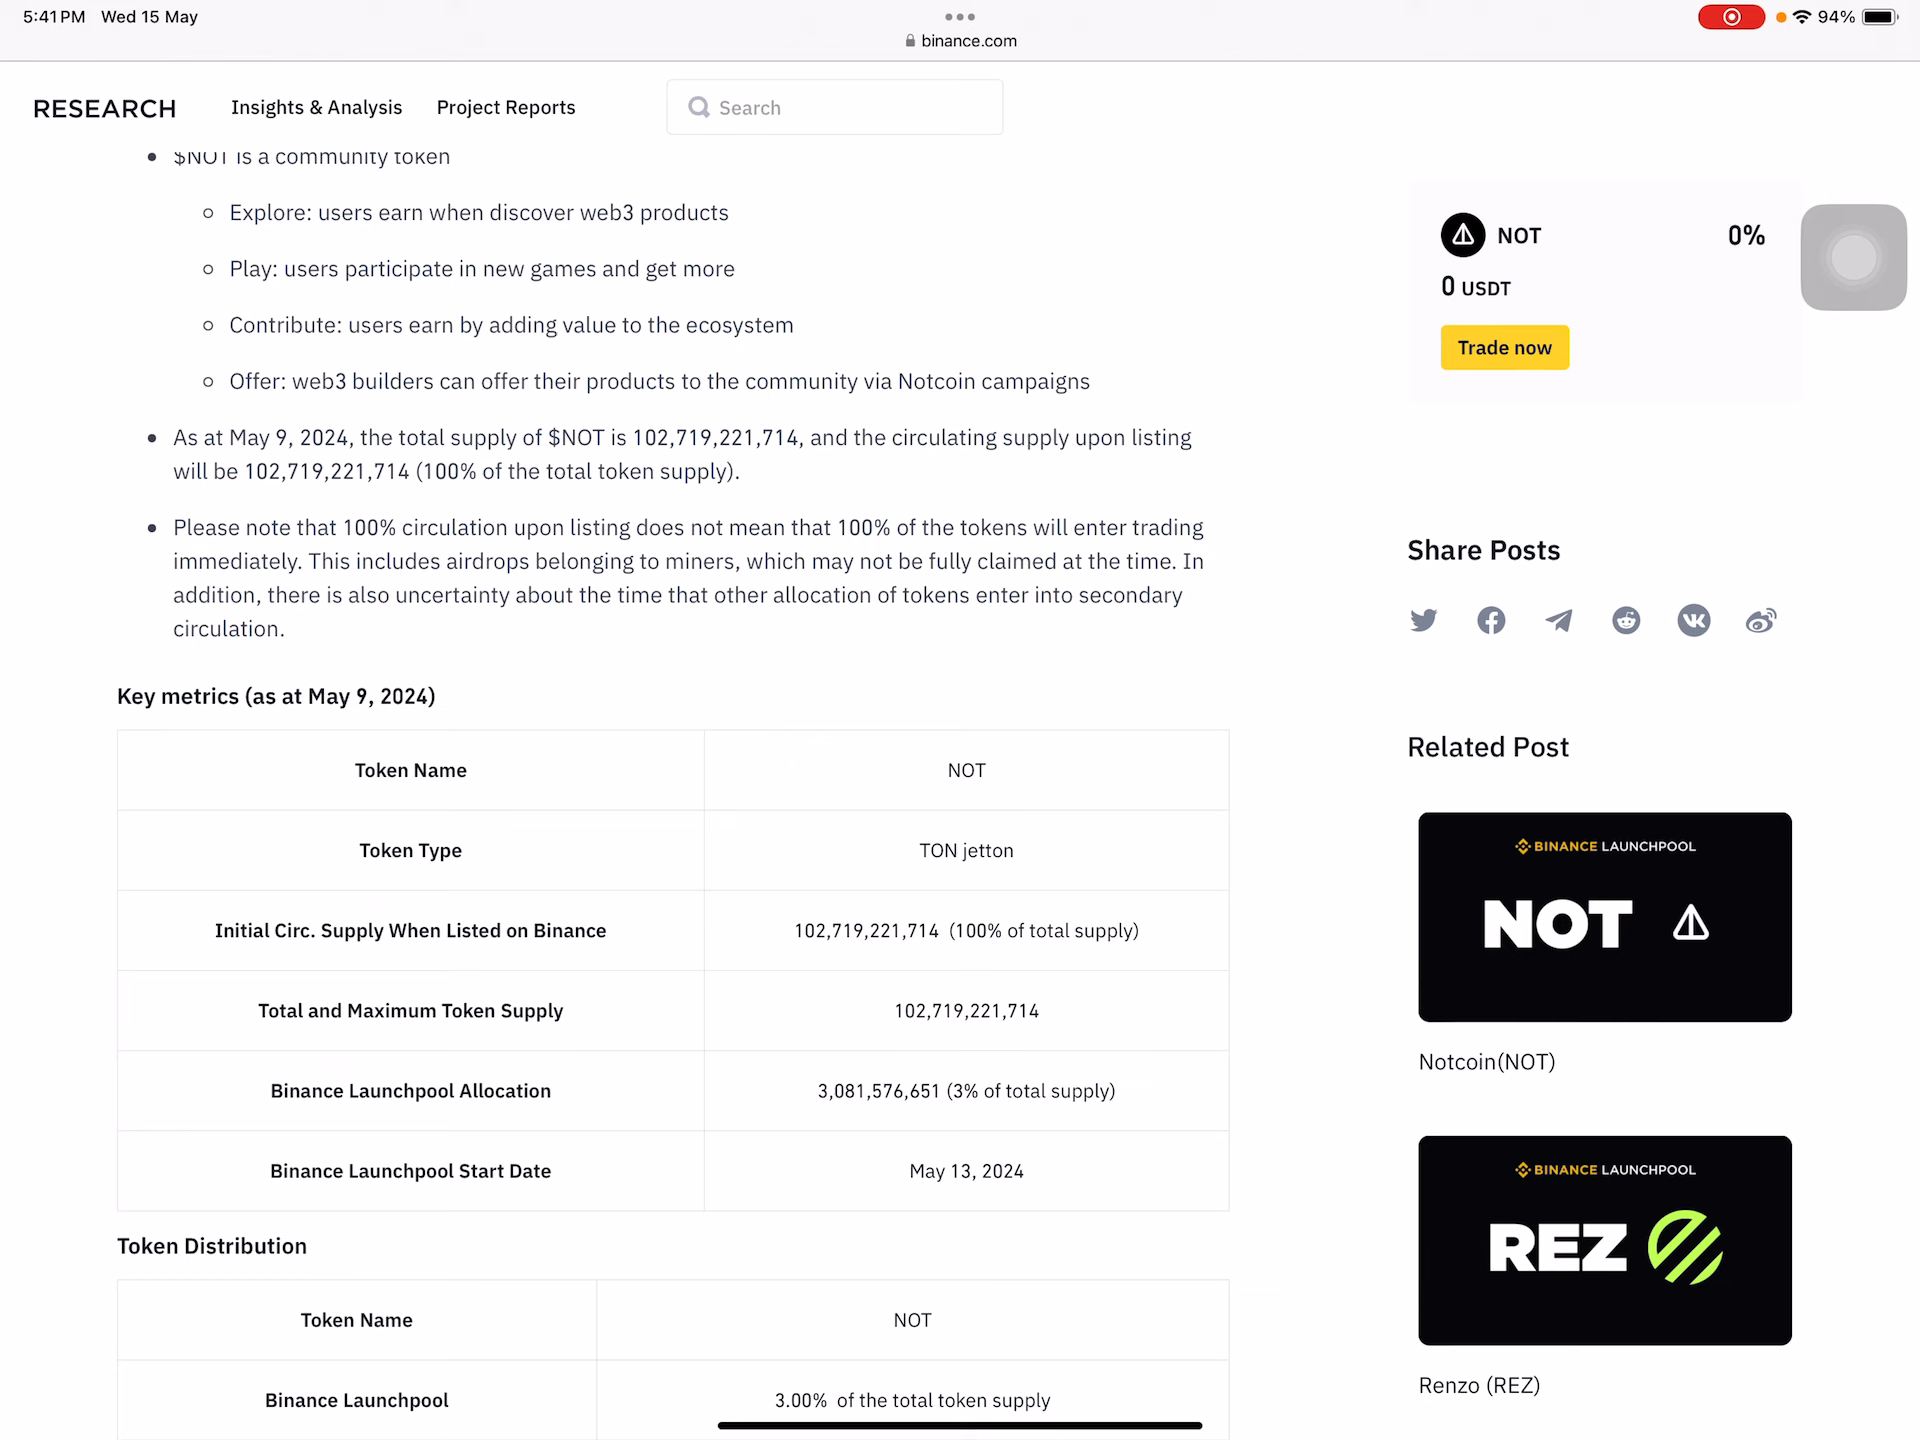 5:41 PM Wed 15 May
94%
binance.com
RESEARCH
Insights & Analysis
Project Reports
Search
$NOT is a community token
Explore: users earn when discover web3 products
Play: users participate in new games and get more
Contribute: users earn by adding value to the ecosystem
Offer: web3 builders can offer their products to the community via Notcoin campaigns
As at May 9, 2024, the total supply of $NOT is 102,719,221,714, and the circulating supply upon listing
will be 102,719,221,714 (100% of the total token supply).
Please note that 100% circulation upon listing does not mean that 100% of the tokens will enter trading
immediately. This includes airdrops belonging to miners, which may not be fully claimed at the time. In
addition, there is also uncertainty about the time that other allocation of tokens enter into secondary
circulation.
Key metrics (as at May 9, 2024)
Token Name NOT
Token Type TON jetton
Initial Circ. Supply When Listed on Binance 102,719,221,714 (100% of total supply)
Total and Maximum Token Supply 102,719,221,714
Binance Launchpool Allocation 3,081,576,651 (3% of total supply)
Binance Launchpool Start Date May 13, 2024
Token Distribution
Token Name NOT
Binance Launchpool 3.00% of the total token supply
NOT 0%
0 USDT
Trade now
Share Posts
Related Post
BINANCE LAUNCHPOOL
NOT
Notcoin(NOT)
BINANCE LAUNCHPOOL
REZ
Renzo (REZ)